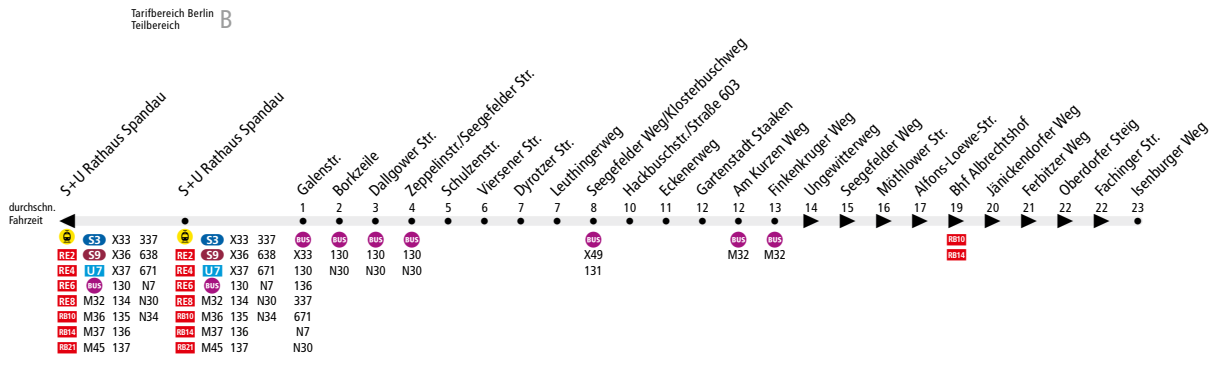 Tarifbereich Berlin B
Teilbereich
S+U Rathaus Spandau
S+U Rathaus Spandau
Galenstr.
Borkzeile
Dallgower Str.
Zeppelinstr./Seegefelder Str.
Schulzenstr.
Viersener Str.
Dyrotzer Str.
Leuthingerweg
Seegefelder Weg/Klosterbuschweg
Hackbuschstr./Straße 603
Eckenerweg
Gartenstadt Staaken
Am Kurzen Weg
Finkenkruger Weg
Ungewitterweg
Seegefelder Weg
Möthlower Str.
Alfons-Loewe-Str.
Bhf Albrechtshof
Jänickendorfer Weg
Ferbitzer Weg
Oberdorfer Steig
Fachinger Str.
Isenburger Weg
durchschn. 1 2 3 4 5 6 7 7 8 10 11 12 12 13 14 15 16 17 19 20 21 22 22 23
Fahrzeit
S3 X33 337 S3 X33 337 BUS BUS BUS BUS BUS BUS BUS RB10
RE2 S9 X36 638 RE2 S9 X36 638 X33 130 130 130 X49 M32 M32 RB14
RE4 U7 X37 671 RE4 U7 X37 671 130 N30 N30 N30 131
RE6 BUS 130 N7 RE6 BUS 130 N7 136
RE8 M32 134 N30 RE8 M32 134 N30 337
RB10 M36 135 N34 RB10 M36 135 N34 671
RB14 M37 136 RB14 M37 136 N7
RB21 M45 137 RB21 M45 137 N30